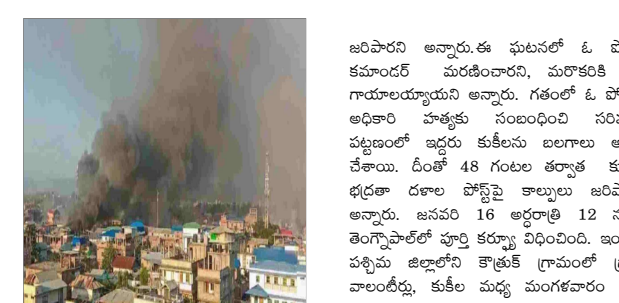 జరిపారని అన్నారు.ఈ ఘటనలో ఓ
కమాండర్ మరణించారని, మరొకరికి
గాయాలయ్యాయని అన్నారు. గతంలో ఓ
అధికారి హత్యకు సంబంధించి
పట్టణంలో ఇద్దరు కుకీలను బలగాలు
చేశాయి. దీంతో 48 గంటల తర్వాత
భద్రతా దళాల పోస్ట్‌పై కాల్పులు
అన్నారు. జనవరి 16 అర్ధరాత్రి 12
తెంగ్నౌపాల్‌లో పూర్తి కర్ఫ్యూ విధించింది.
పశ్చిమ జిల్లాలోని కౌత్రుక్ గ్రామంలో
వాలంటీర్లు, కుకీల మధ్య మంగళవారం